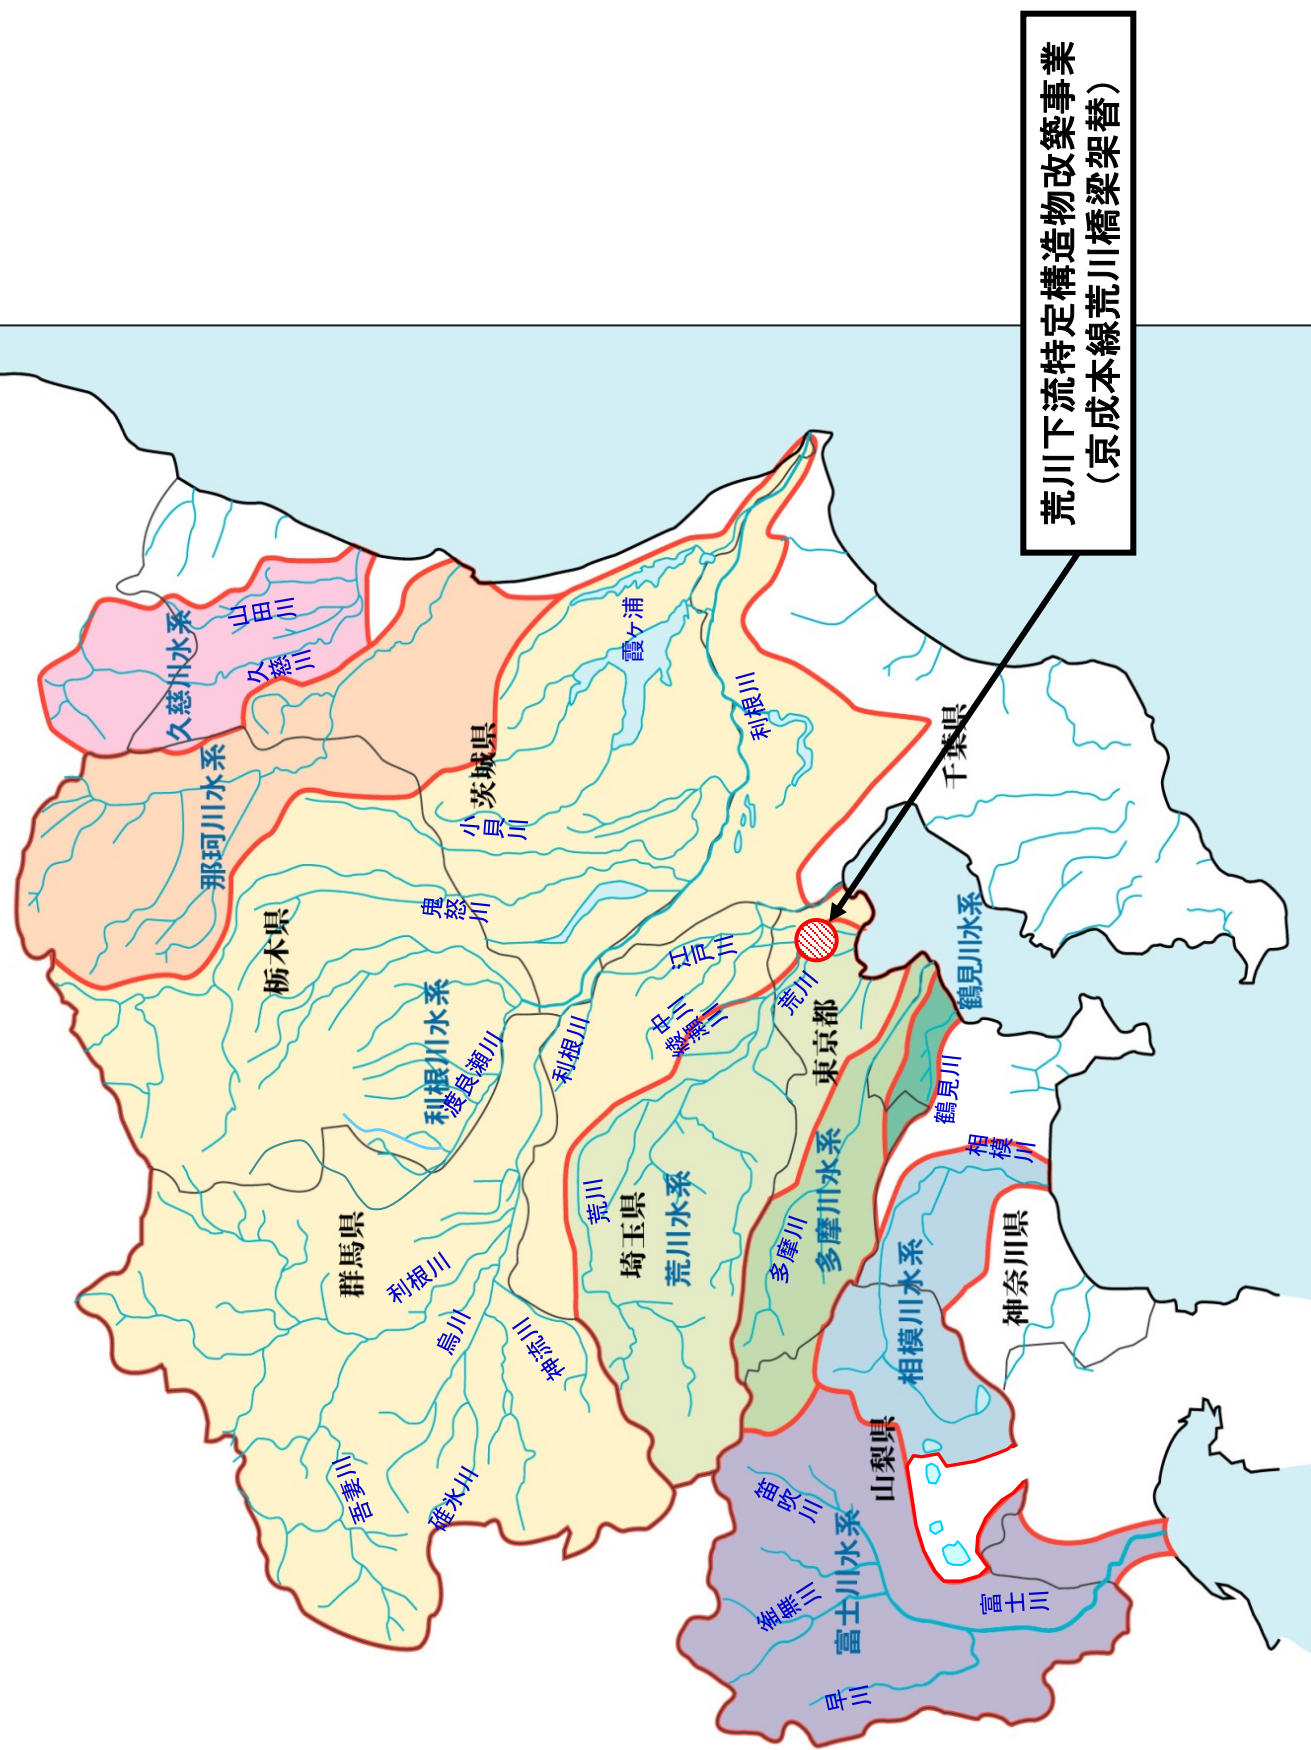 荒川下流特定構造物改築事業
（京成本線荒川橋梁架替）
久慈川水系
山田川
久慈川
那珂川水系
茨城県
霞ヶ浦
利根川
千葉県
小貝川
鬼怒川
栃木県
利根川水系
渡良瀬川
利根川
江戸川
中川
綾瀬川
荒川
東京都
鶴見川水系
鶴見川
相模川
群馬県
利根川
烏川
神流川
吾妻川
碓氷川
荒川
埼玉県
荒川水系
多摩川
多摩川水系
相模川水系
神奈川県
山梨県
笛吹川
富士川水系
釜無川
早川
富士川